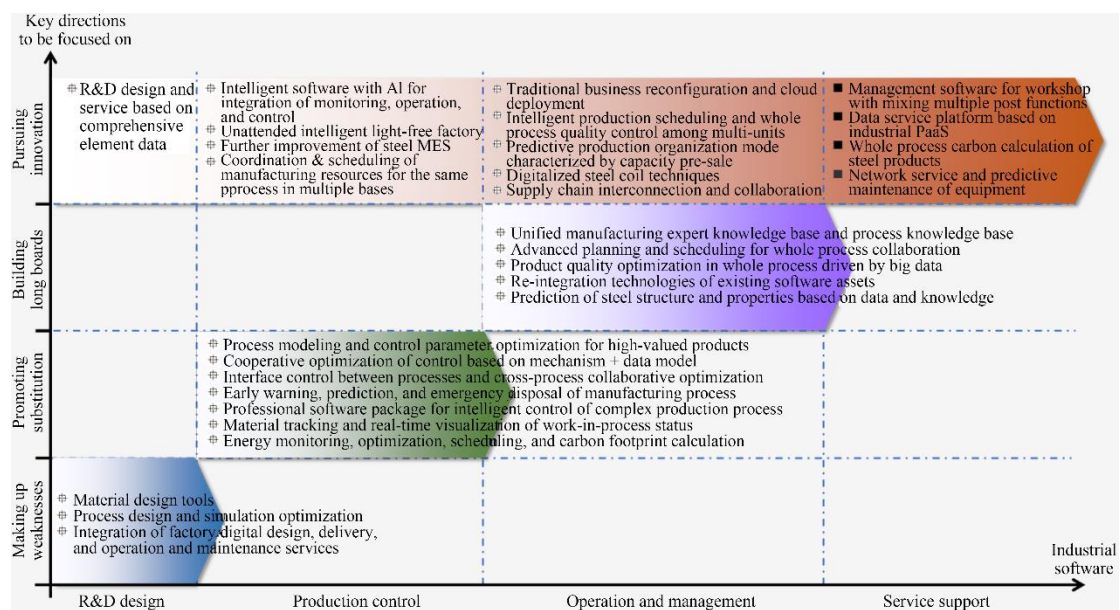 Key directions
to be focused on
Pursuing
innovation
R&D design and
service based on
comprehensive
element data
Intelligent software with AI for
integration of monitoring, operation,
and control
Unattended intelligent light-free factory
Further improvement of steel MES
Coordination & scheduling of
manufacturing resources for the same
pprocess in multiple bases
Traditional business reconfiguration and cloud
deployment
Intelligent production scheduling and whole
process quality control among multi-units
Predictive production organization mode
characterized by capacity pre-sale
Digitalized steel coil techniques
Supply chain interconnection and collaboration
Management software for workshop
with mixing multiple post functions
Data service platform based on
industrial PaaS
Whole process carbon calculation of
steel products
Network service and predictive
maintenance of equipment
Building
long boards
Unified manufacturing expert knowledge base and process knowledge base
Advanced planning and scheduling for whole process collaboration
Product quality optimization in whole process driven by big data
Re-integration technologies of existing software assets
Prediction of steel structure and properties based on data and knowledge
Promoting
substitution
Process modeling and control parameter optimization for high-valued products
Cooperative optimization of control based on mechanism + data model
Interface control between processes and cross-process collaborative optimization
Early warning, prediction, and emergency disposal of manufacturing process
Professional software package for intelligent control of complex production process
Material tracking and real-time visualization of work-in-process status
Energy monitoring, optimization, scheduling, and carbon footprint calculation
Making up
weaknesses
Material design tools
Process design and simulation optimization
Integration of factory digital design, delivery,
and operation and maintenance services
Industrial
software
R&D design
Production control
Operation and management
Service support